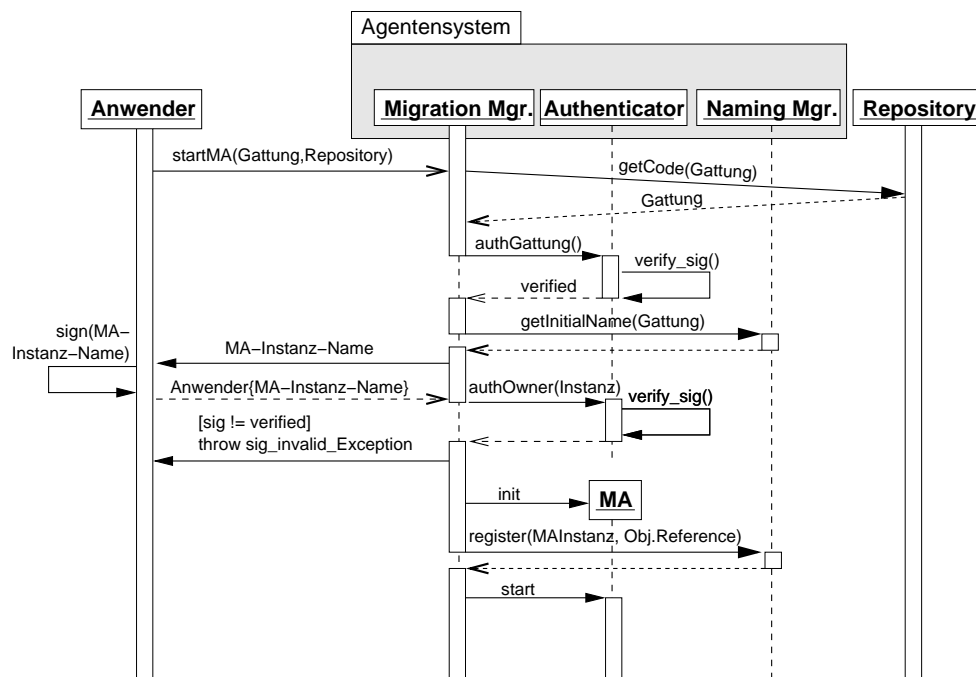 Agentensystem
Anwender
Migration Mgr.
Authenticator
Naming Mgr.
Repository
startMA(Gattung,Repository)
getCode(Gattung)
Gattung
authGattung()
verify_sig()
verified
getInitialName(Gattung)
sign(MA−
Instanz−Name)
MA−Instanz−Name
Anwender{MA−Instanz−Name}
authOwner(Instanz)
verify_sig()
[sig != verified]
throw sig_invalid_Exception
init
MA
register(MAInstanz, Obj.Reference)
start